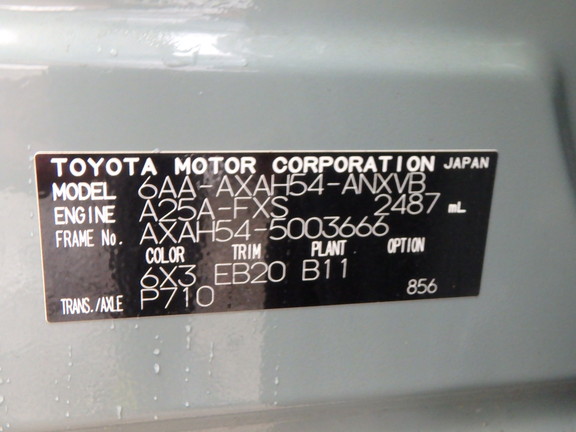 TOYOTA MOTOR CORPORATION JAPAN
MODEL 6AA-AXAH54-ANXVB
ENGINE A25A-FXS 2487 mL
FRAME No. AXAH54-5003666
COLOR TRIM PLANT OPTION
6X3 EB20 B11
TRANS./AXLE P710 856